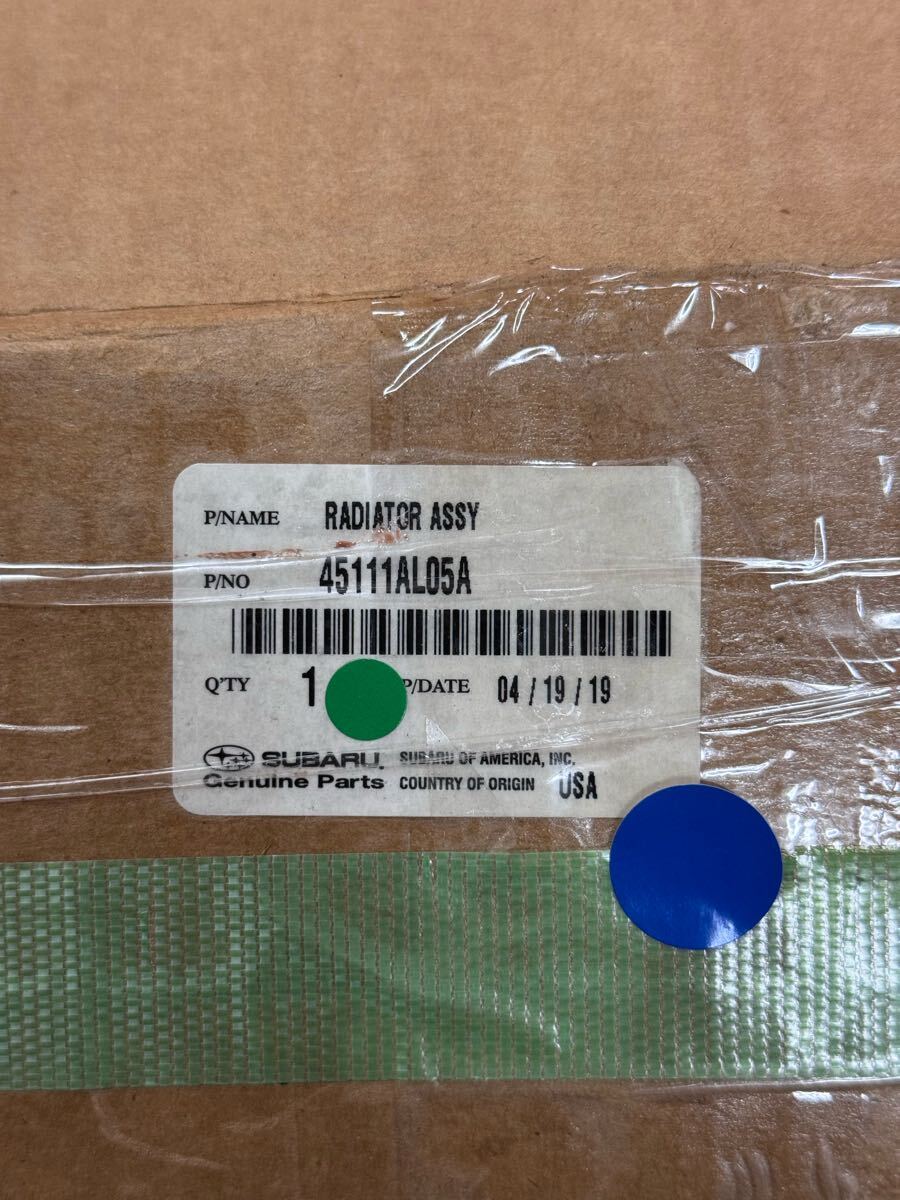 P/NAME RADIATOR ASSY
P/NO 45111AL05A
Q'TY 1 P/DATE 04 / 19 / 19
SUBARU. SUBARU OF AMERICA, INC.
Genuine Parts COUNTRY OF ORIGIN USA